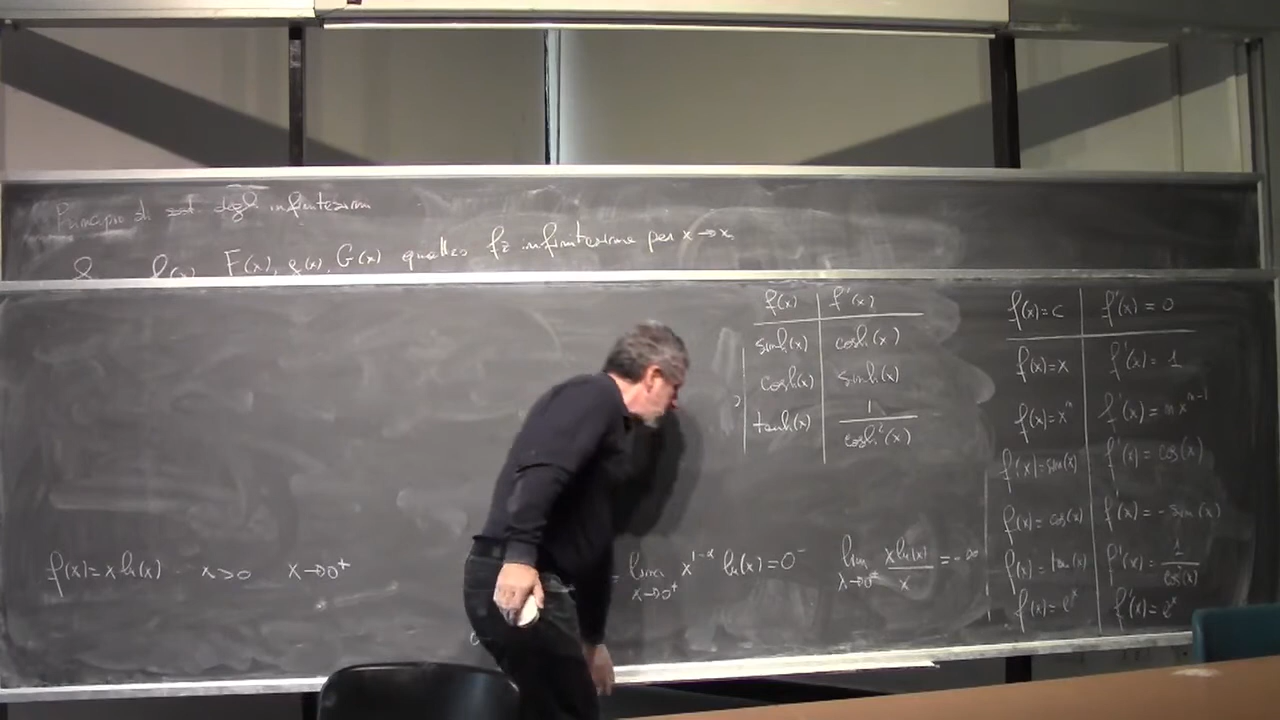 Principio di sost. degli infinitesimi
f(x), F(x), g(x), G(x) quattro fz infinitesime per x → x₀
f(x) f'(x)
sinh(x) cosh(x)
cosh(x) sinh(x)
tanh(x) 1/cosh²(x)
f(x) = c f'(x) = 0
f(x) = x f'(x) = 1
f(x) = xⁿ f'(x) = n xⁿ⁻¹
f(x) = sin(x) f'(x) = cos(x)
f(x) = cos(x) f'(x) = - sin(x)
f(x) = tan(x) f'(x) = 1/cos²(x)
f(x) = eˣ f'(x) = eˣ
f(x) = x ln(x) x>0 x→0⁺
= lim x→0⁺ x^(1-α) ln(x) = 0⁻
lim x→0⁺ x ln(x)/x = -∞